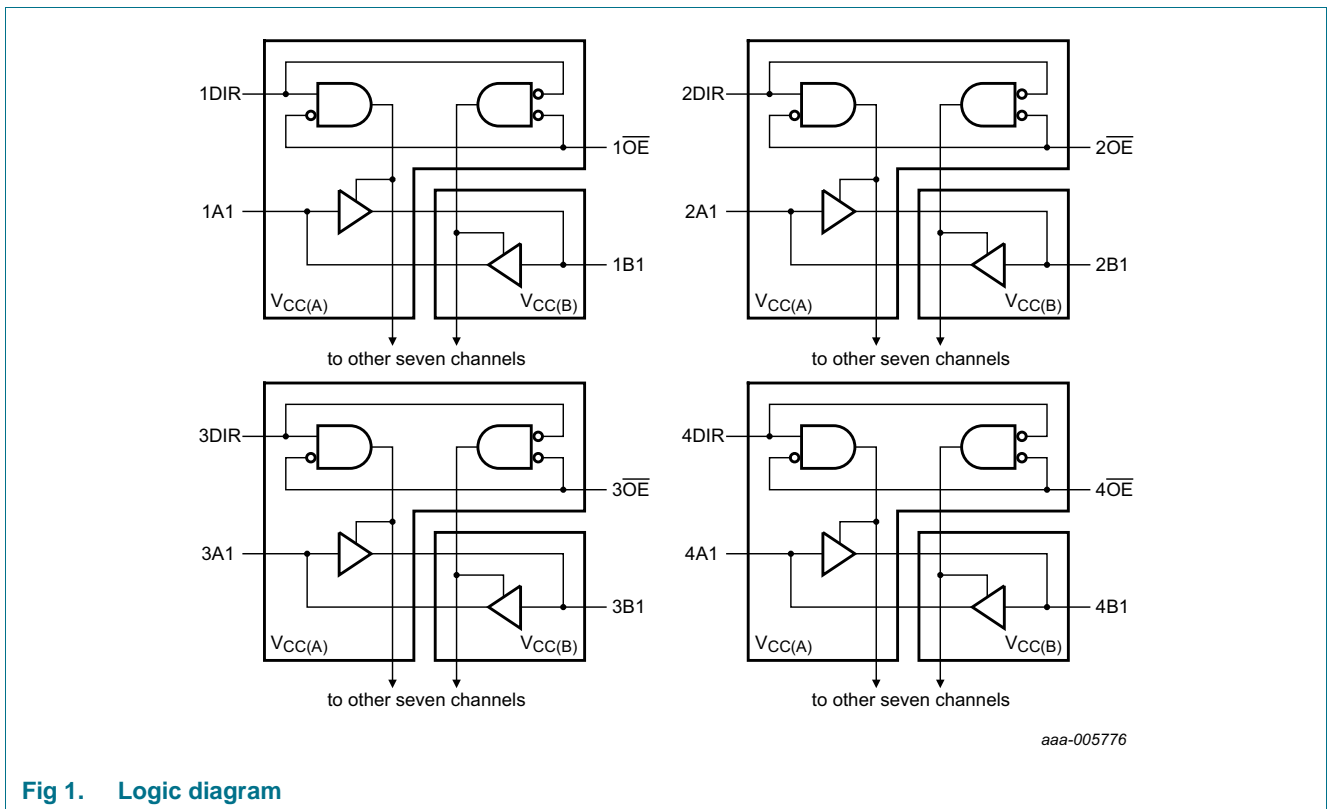 1DIR
1OE
1A1
1B1
VCC(A)
VCC(B)
to other seven channels
2DIR
2OE
2A1
2B1
VCC(A)
VCC(B)
to other seven channels
3DIR
3OE
3A1
3B1
VCC(A)
VCC(B)
to other seven channels
4DIR
4OE
4A1
4B1
VCC(A)
VCC(B)
to other seven channels
aaa-005776
Fig 1. Logic diagram